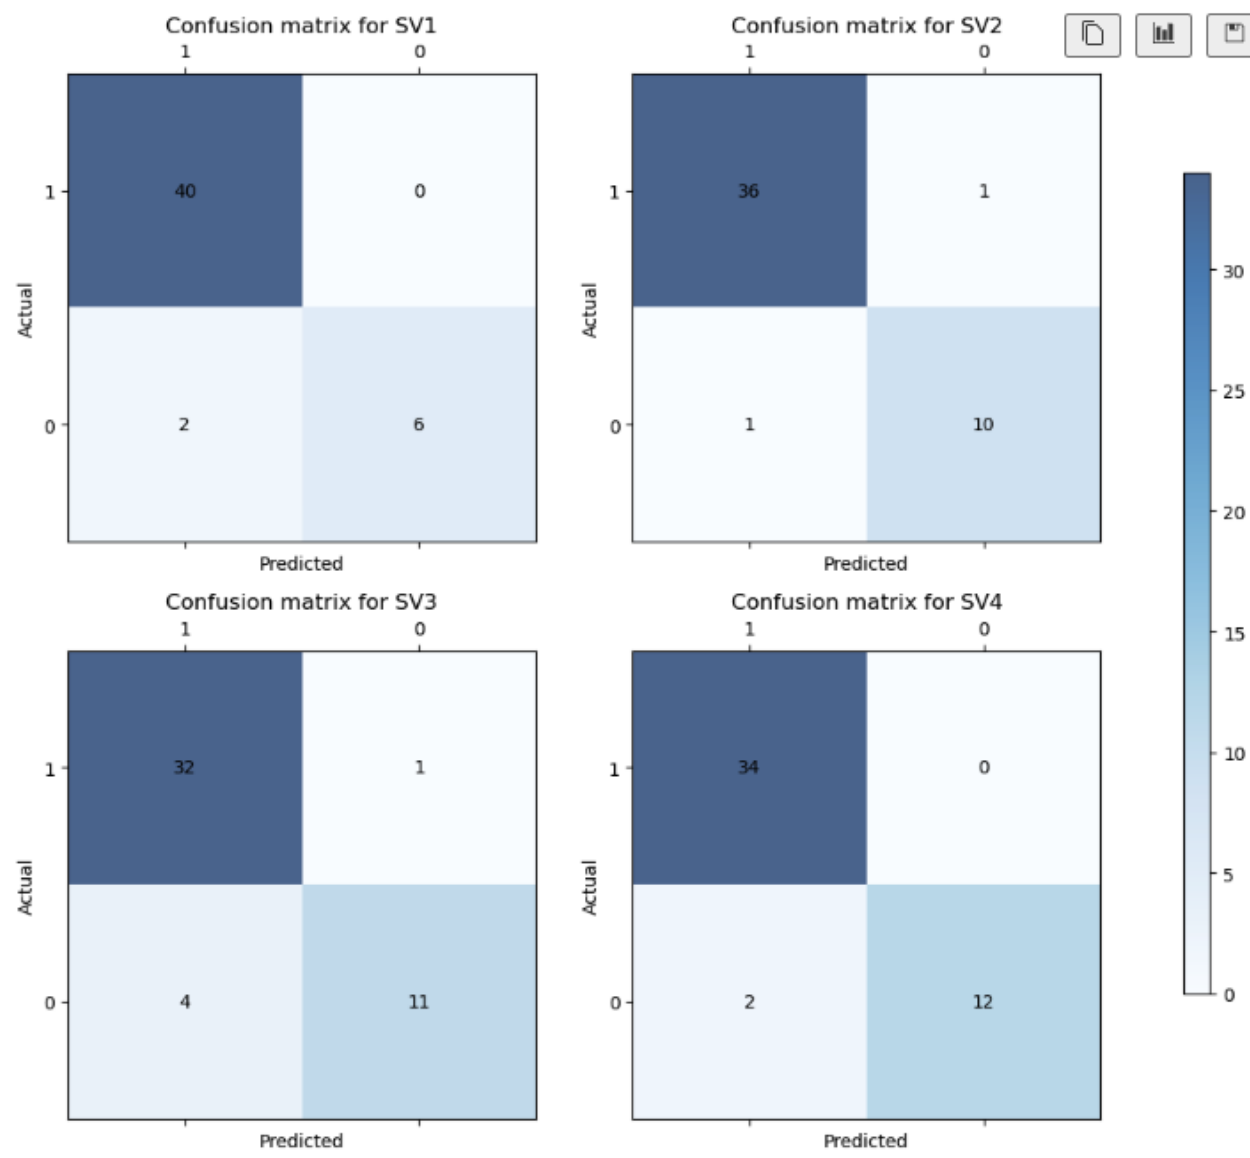 Confusion matrix for SV1
1 0
1 40 0
Actual
0 2 6
Predicted
Confusion matrix for SV2
1 0
1 36 1
Actual
0 1 10
Predicted
Confusion matrix for SV3
1 0
1 32 1
Actual
0 4 11
Predicted
Confusion matrix for SV4
1 0
1 34 0
Actual
0 2 12
Predicted
30
25
20
15
10
5
0